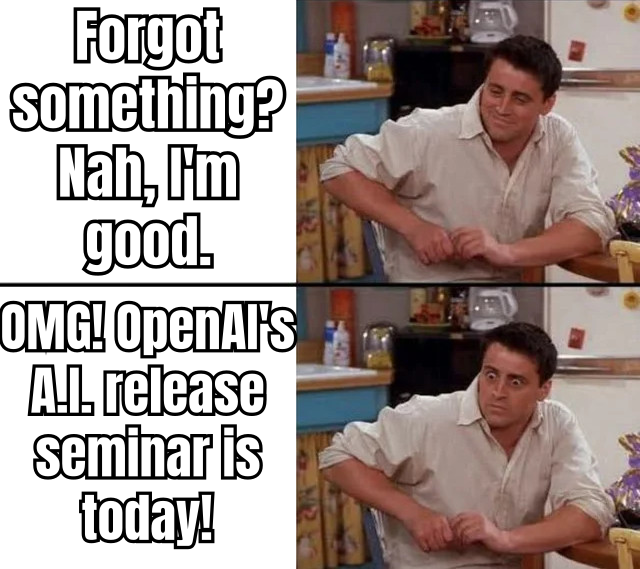 Forgot
something?
Nah, I'm
good.
OMG! OpenAI's
A.I. release
seminar is
today!